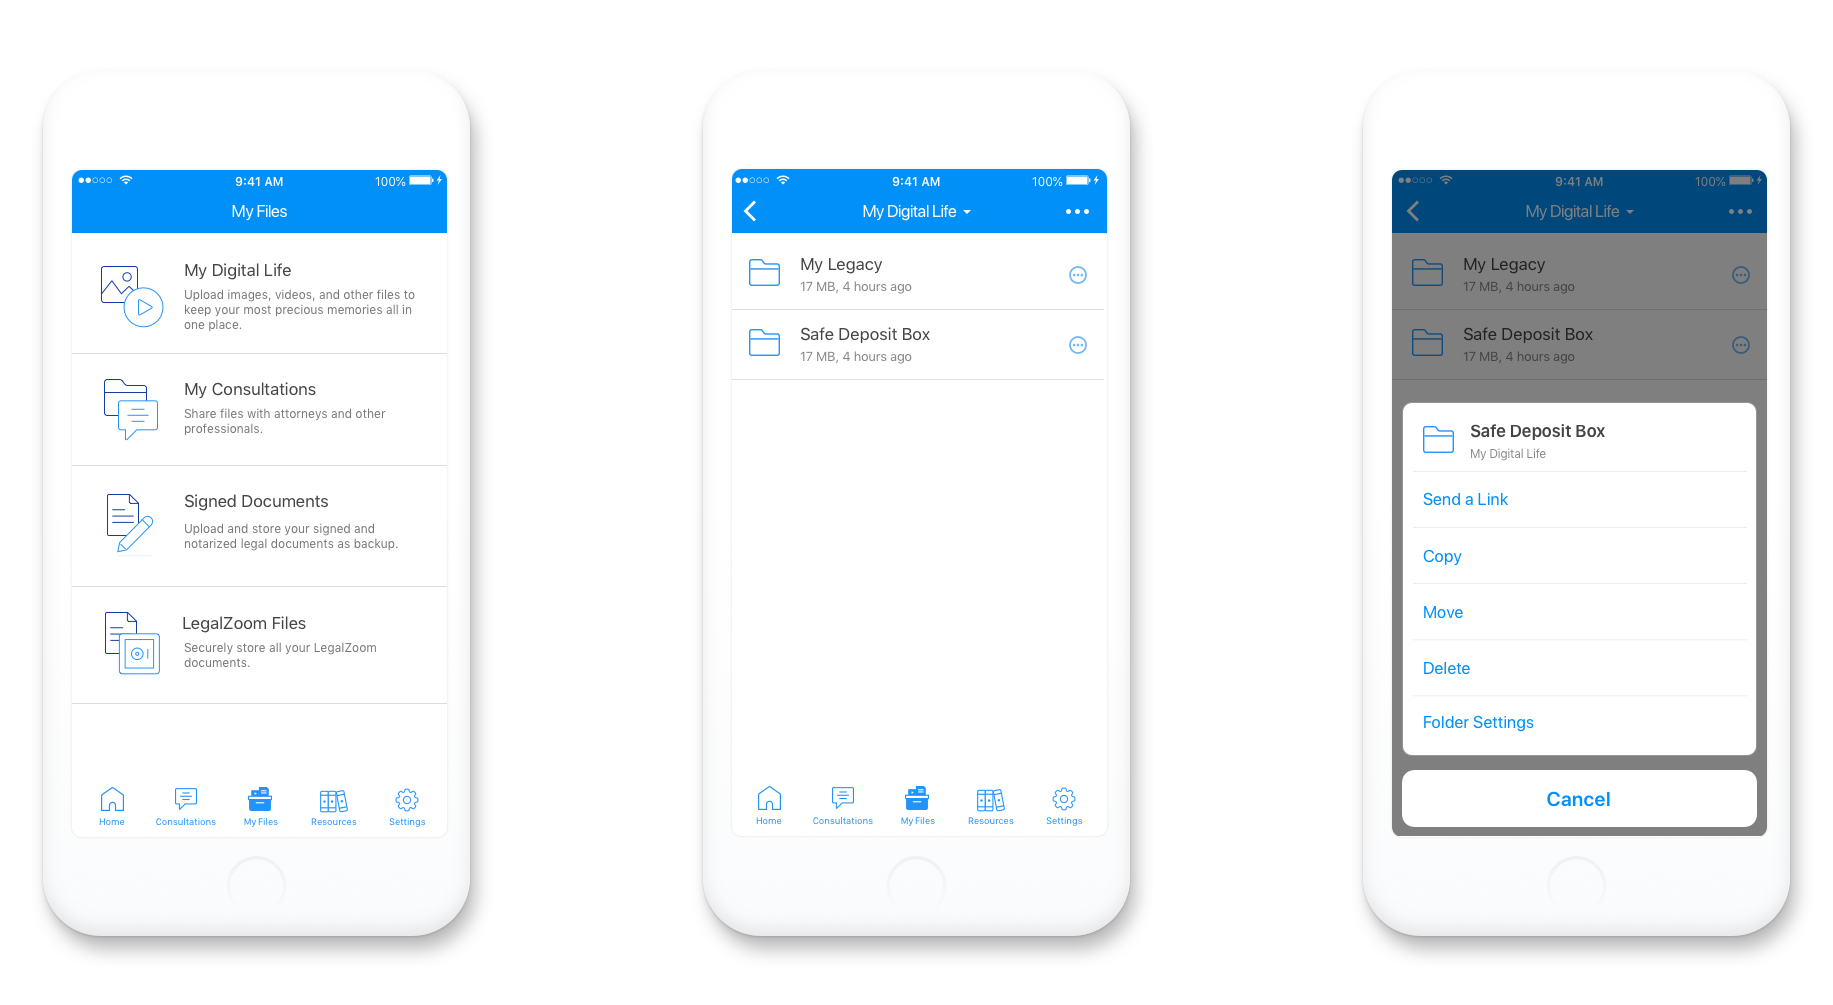 9:41 AM
100%
My Files
My Digital Life
Upload images, videos, and other files to
keep your most precious memories all in
one place.
My Consultations
Share files with attorneys and other
professionals.
Signed Documents
Upload and store your signed and
notarized legal documents as backup.
LegalZoom Files
Securely store all your LegalZoom
documents.
Home
Consultations
My Files
Resources
Settings
9:41 AM
100%
My Digital Life
My Legacy
17 MB, 4 hours ago
Safe Deposit Box
17 MB, 4 hours ago
Home
Consultations
My Files
Resources
Settings
9:41 AM
100%
My Digital Life
My Legacy
17 MB, 4 hours ago
Safe Deposit Box
17 MB, 4 hours ago
Safe Deposit Box
My Digital Life
Send a Link
Copy
Move
Delete
Folder Settings
Cancel